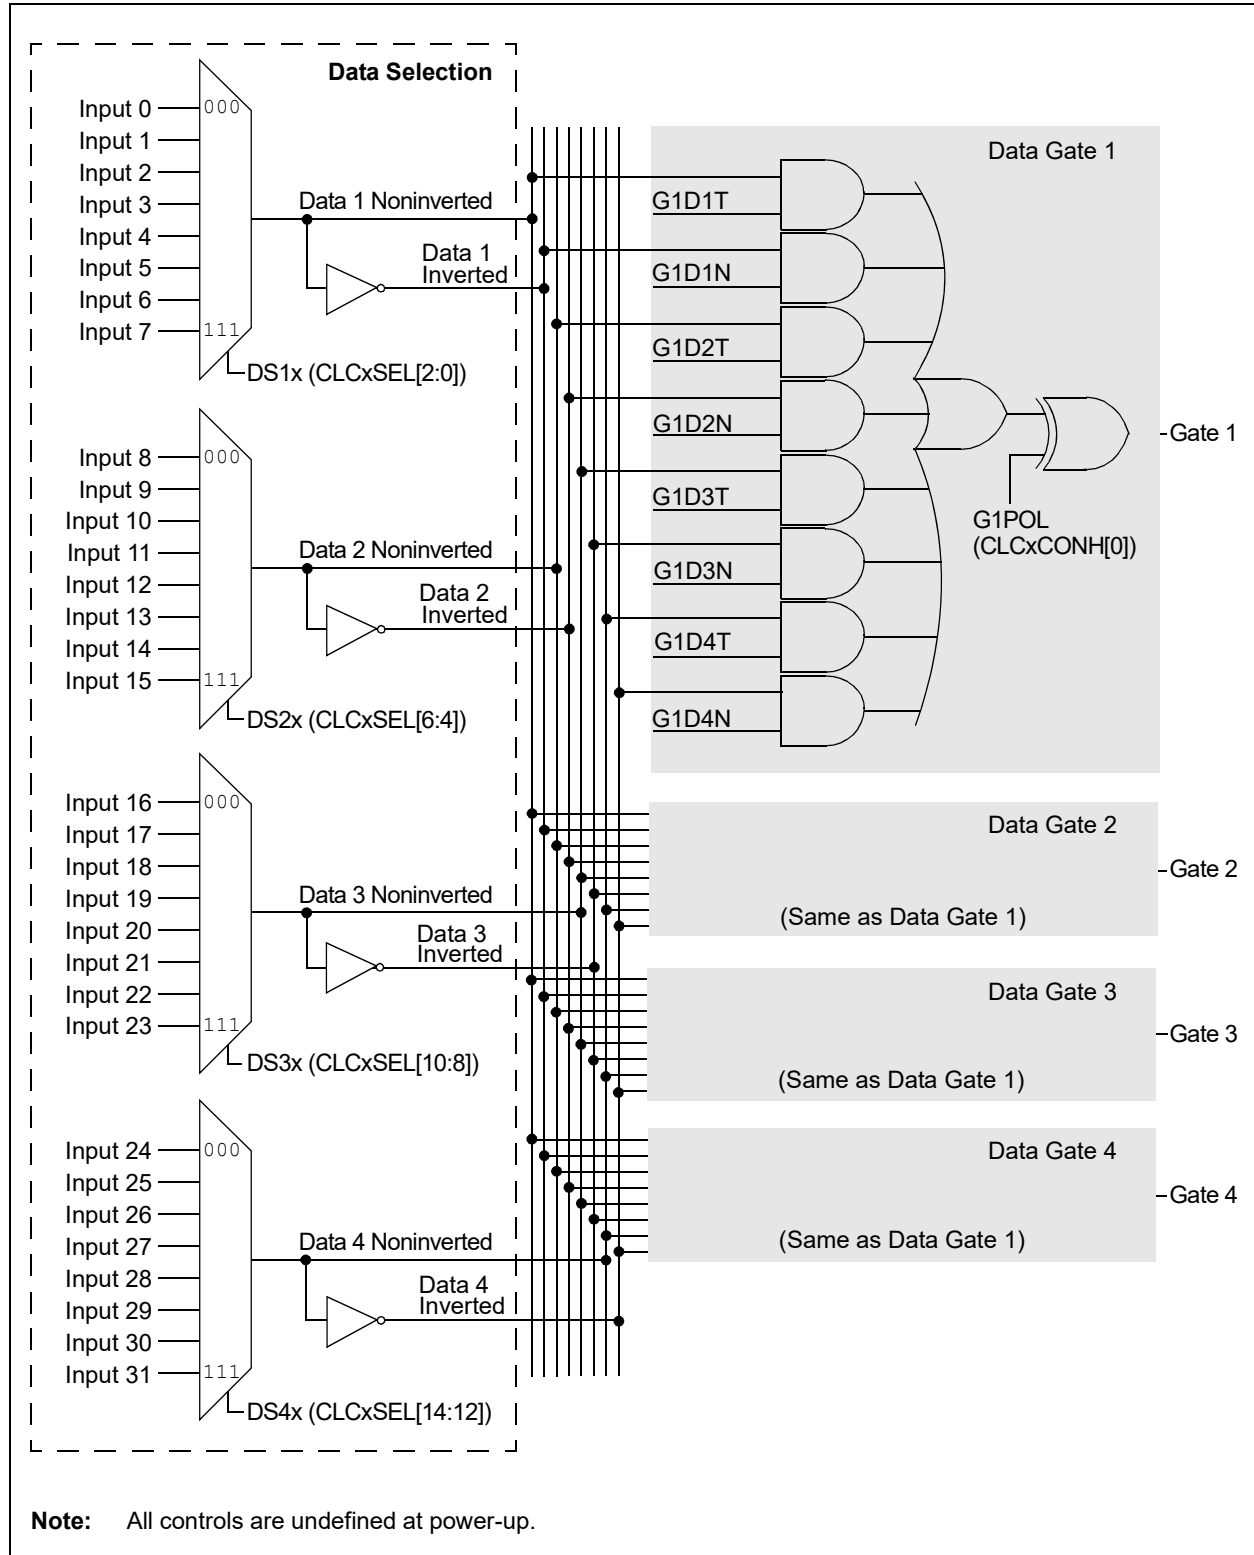 Data Selection
Input 0
000
Input 1
Input 2
Input 3
Input 4
Input 5
Input 6
Input 7
111
Data 1 Noninverted
Data 1
Inverted
DS1x (CLCxSEL[2:0])
Input 8
000
Input 9
Input 10
Input 11
Input 12
Input 13
Input 14
Input 15
111
Data 2 Noninverted
Data 2
Inverted
DS2x (CLCxSEL[6:4])
Input 16
000
Input 17
Input 18
Input 19
Input 20
Input 21
Input 22
Input 23
111
Data 3 Noninverted
Data 3
Inverted
DS3x (CLCxSEL[10:8])
Input 24
000
Input 25
Input 26
Input 27
Input 28
Input 29
Input 30
Input 31
111
Data 4 Noninverted
Data 4
Inverted
DS4x (CLCxSEL[14:12])
Data Gate 1
G1D1T
G1D1N
G1D2T
G1D2N
G1D3T
G1D3N
G1D4T
G1D4N
G1POL
(CLCxCONH[0])
Gate 1
Data Gate 2
(Same as Data Gate 1)
Gate 2
Data Gate 3
(Same as Data Gate 1)
Gate 3
Data Gate 4
(Same as Data Gate 1)
Gate 4
Note: All controls are undefined at power-up.